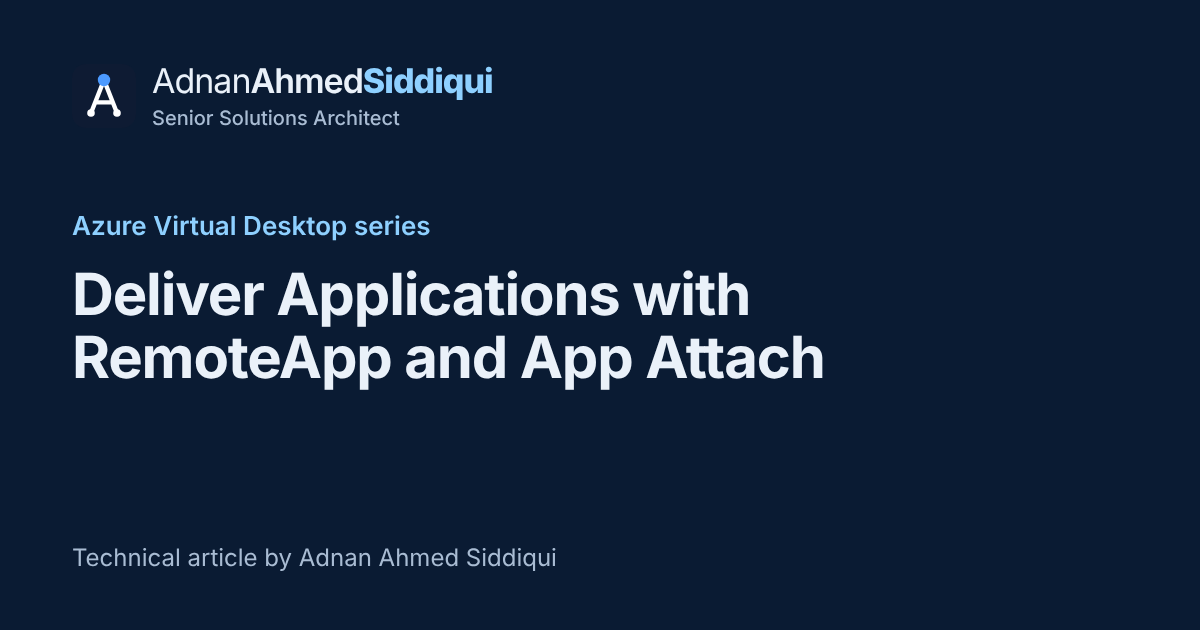 AdnanAhmedSiddiqui
Senior Solutions Architect
Azure Virtual Desktop series
Deliver Applications with
RemoteApp and App Attach
Technical article by Adnan Ahmed Siddiqui